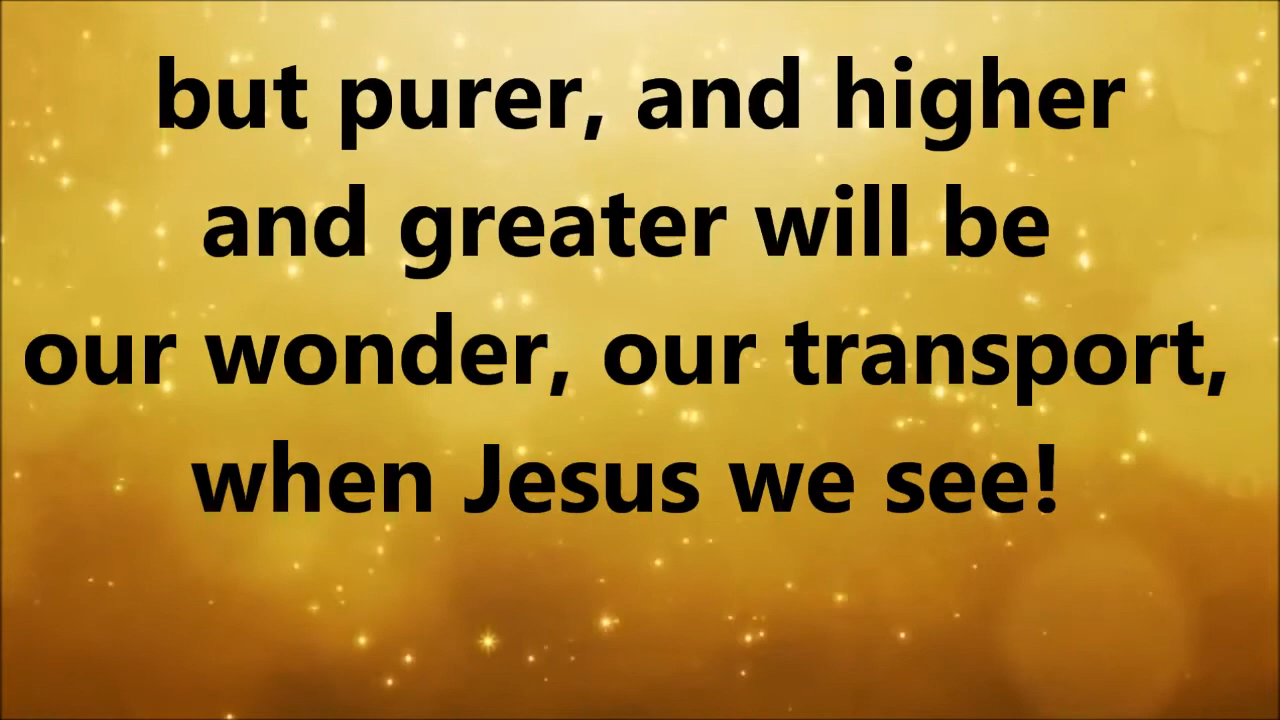 but purer, and higher
and greater will be
our wonder, our transport,
when Jesus we see!